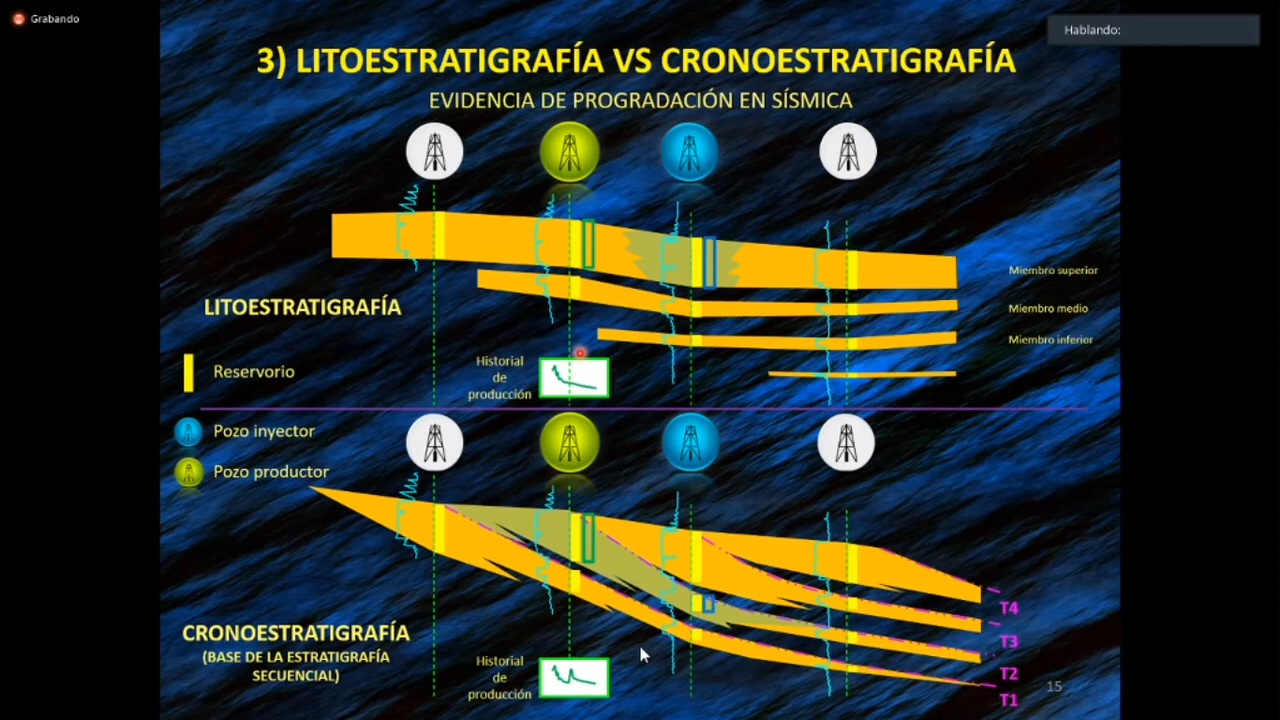 Grabando
Hablando:
3) LITOESTRATIGRAFÍA VS CRONOESTRATIGRAFÍA
EVIDENCIA DE PROGRADACIÓN EN SÍSMICA
Miembro superior
LITOESTRATIGRAFÍA
Miembro medio
Miembro inferior
Reservorio
Historial
de
producción
Pozo inyector
Pozo productor
T4
CRONOESTRATIGRAFÍA
(BASE DE LA ESTRATIGRAFÍA
SECUENCIAL)
T3
Historial
de
producción
T2
15
T1